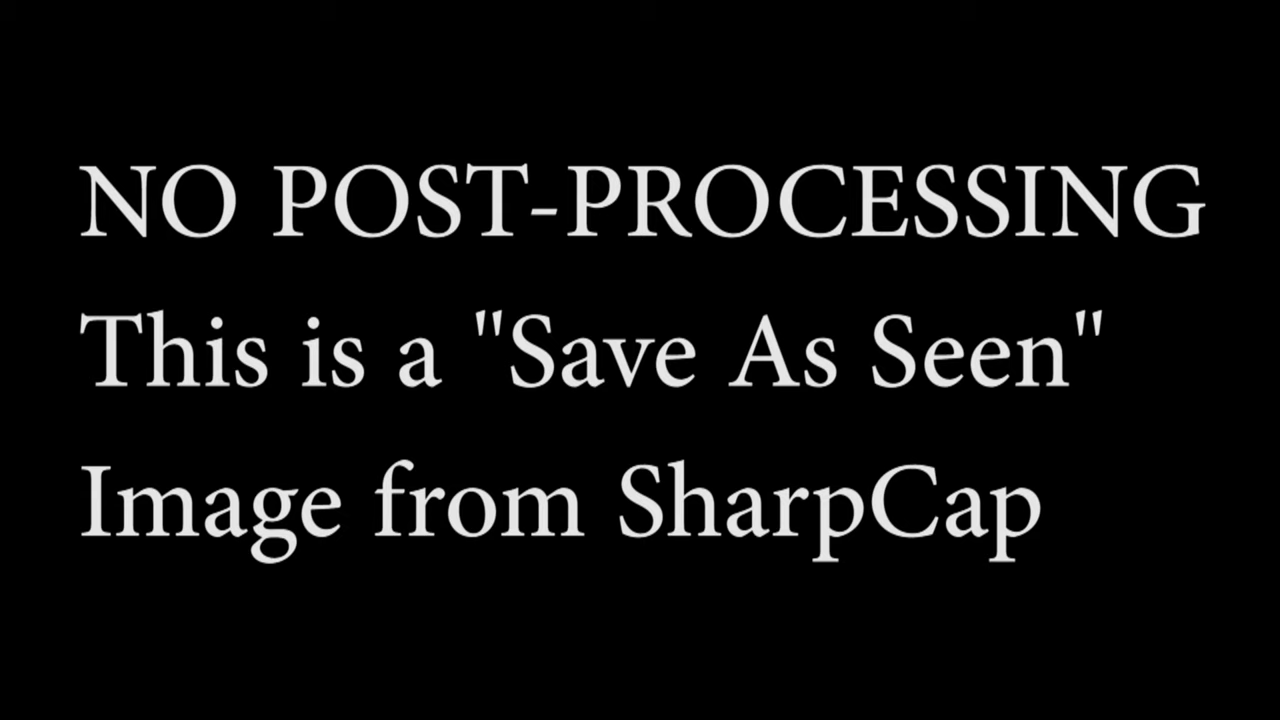 NO POST-PROCESSING
This is a "Save As Seen"
Image from SharpCap